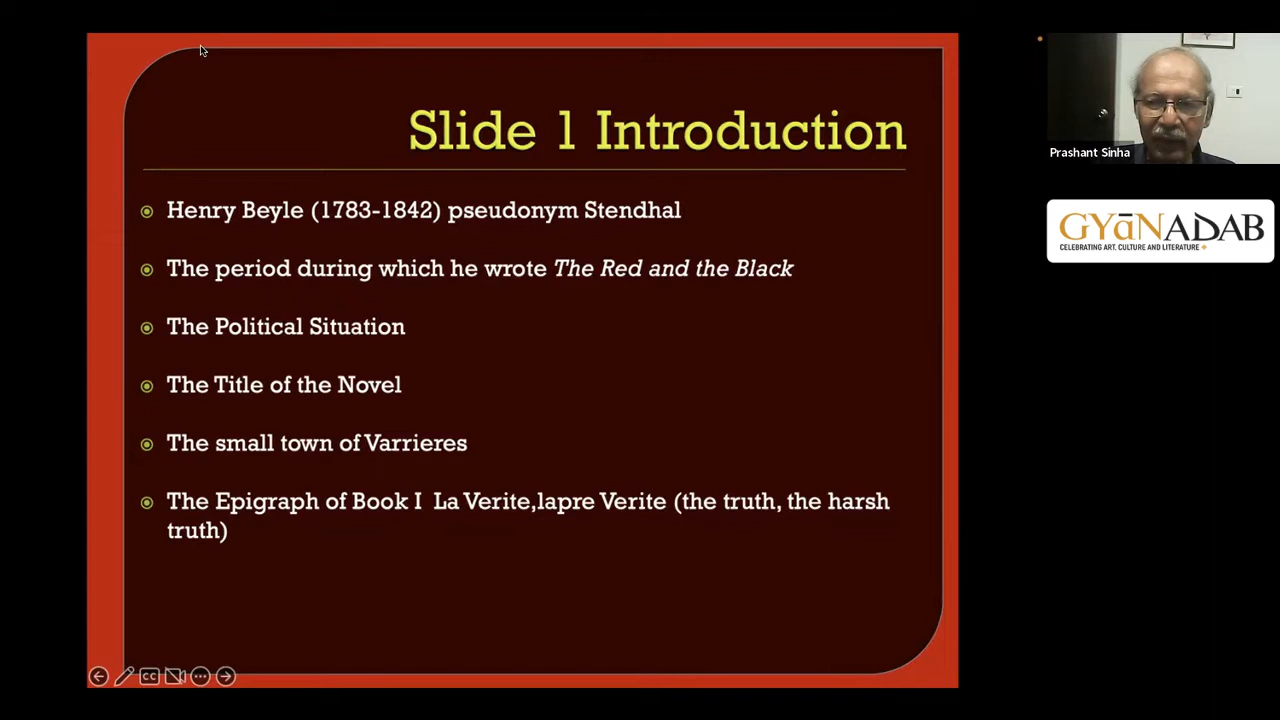 Slide 1 Introduction
Henry Beyle (1783-1842) pseudonym Stendhal
The period during which he wrote The Red and the Black
The Political Situation
The Title of the Novel
The small town of Varrieres
The Epigraph of Book I La Verite,lapre Verite (the truth, the harsh
truth)
CC
Prashant Sinha
GYāNADAB
CELEBRATING ART, CULTURE AND LITERATURE